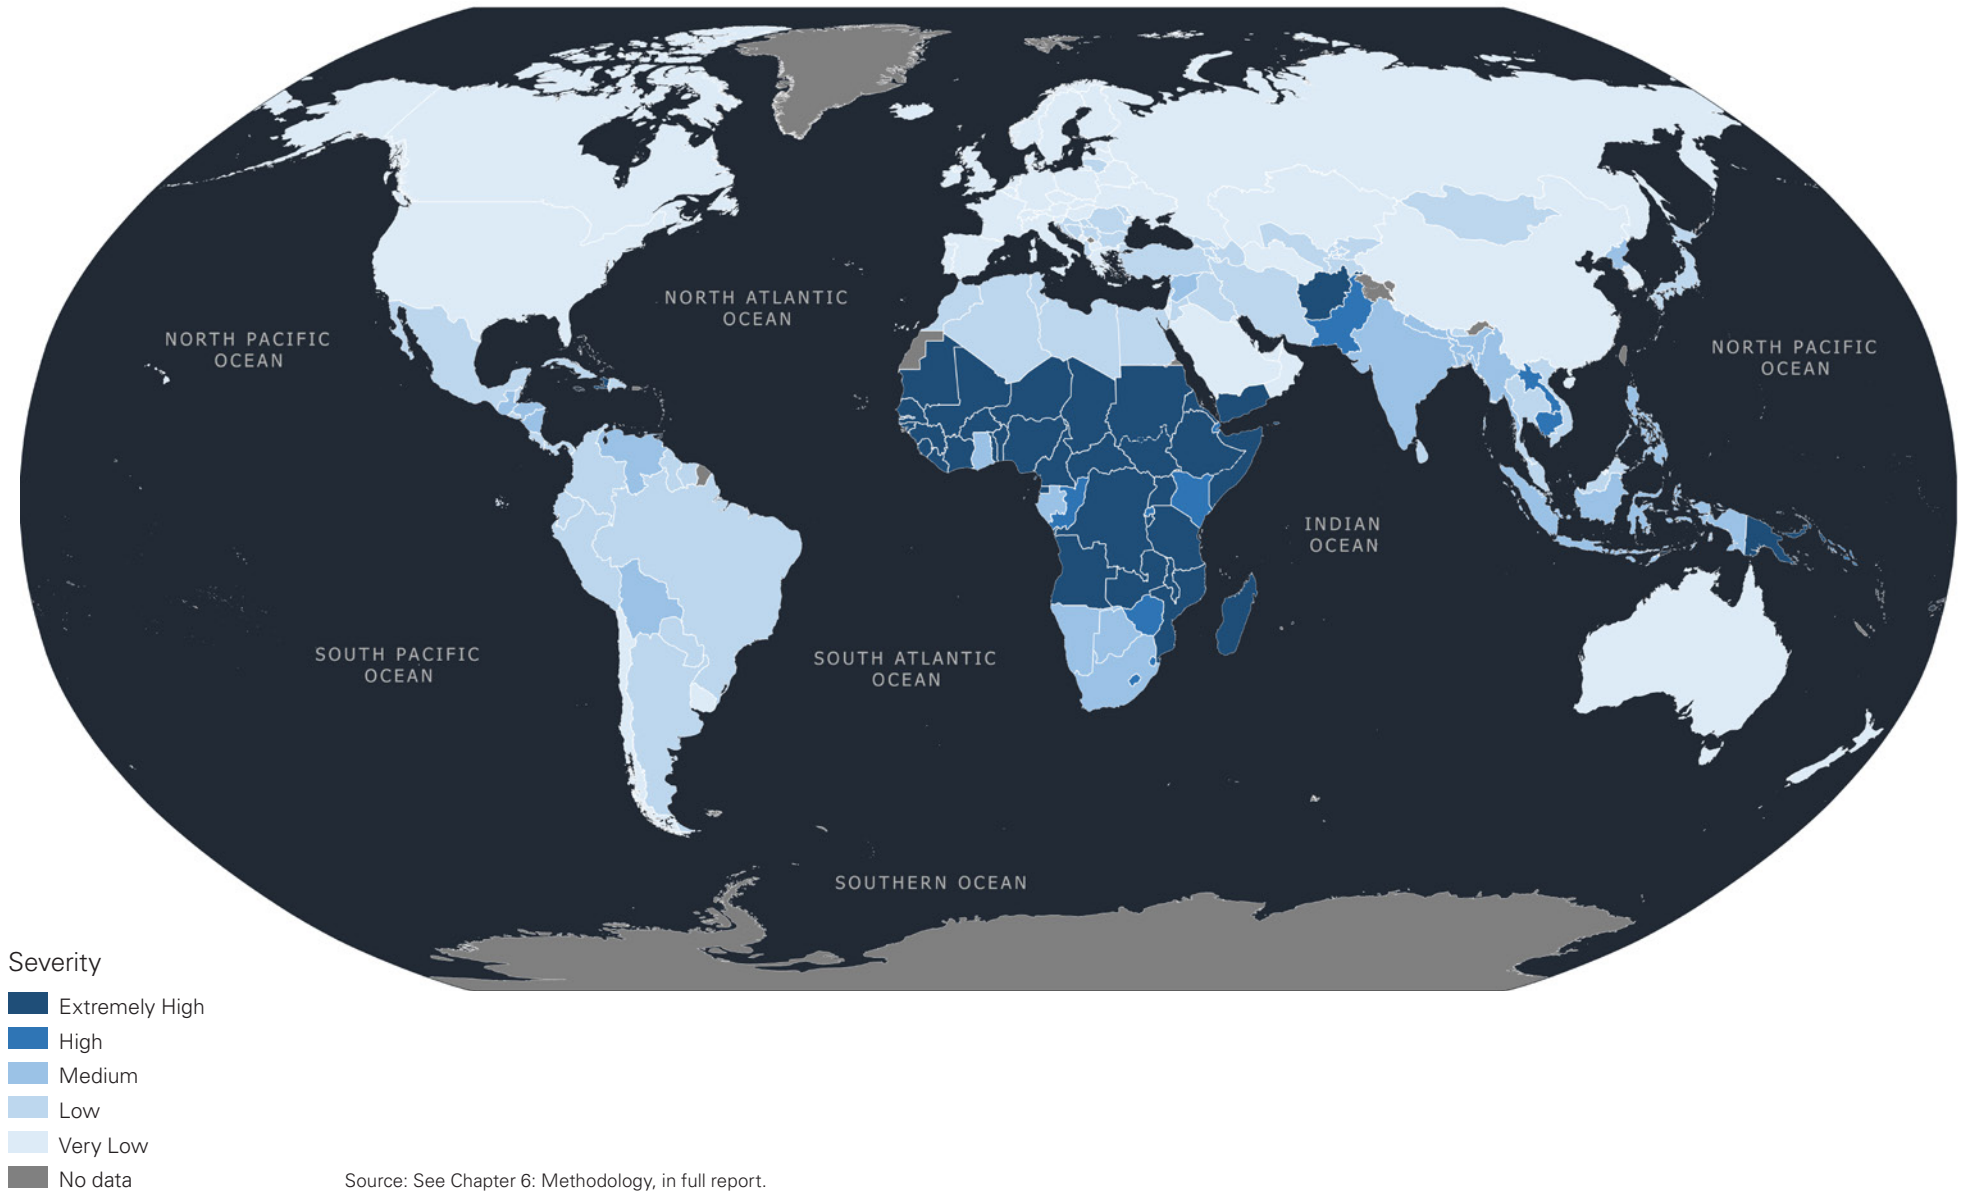 NORTH ATLANTIC
OCEAN
NORTH PACIFIC
OCEAN
NORTH PACIFIC
OCEAN
INDIAN
OCEAN
SOUTH PACIFIC
OCEAN
SOUTH ATLANTIC
OCEAN
SOUTHERN OCEAN
Severity
Extremely High
High
Medium
Low
Very Low
No data
Source: See Chapter 6: Methodology, in full report.